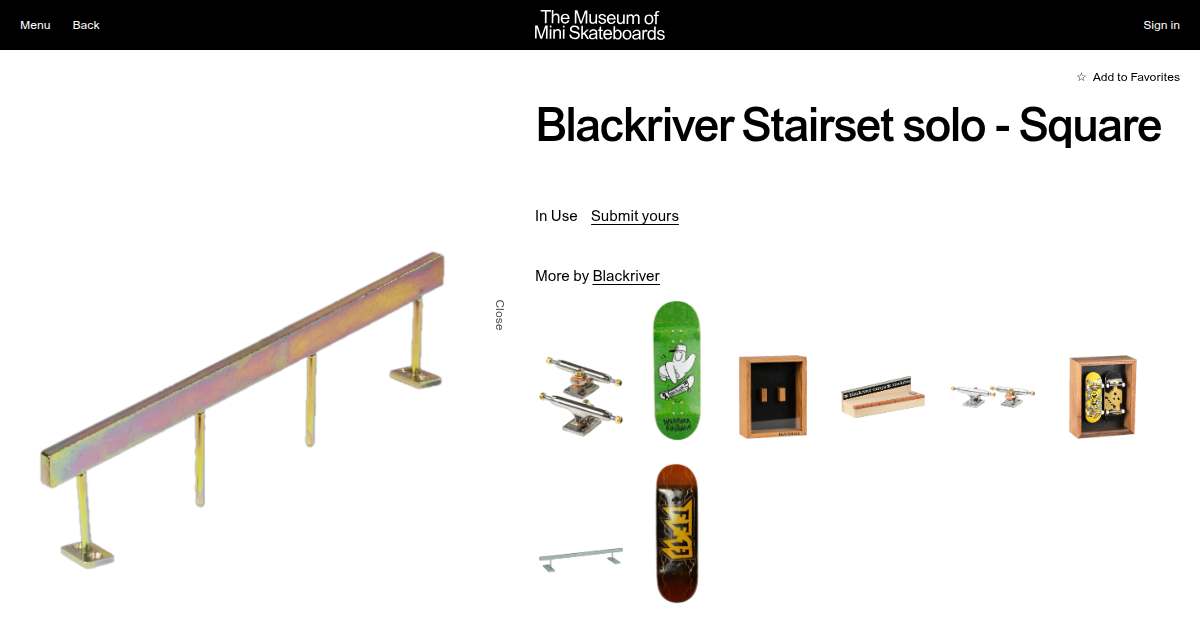 Menu
Back
The Museum of
Mini Skateboards
Sign in
☆ Add to Favorites
Blackriver Stairset solo - Square
In Use
Submit yours
More by Blackriver
Close